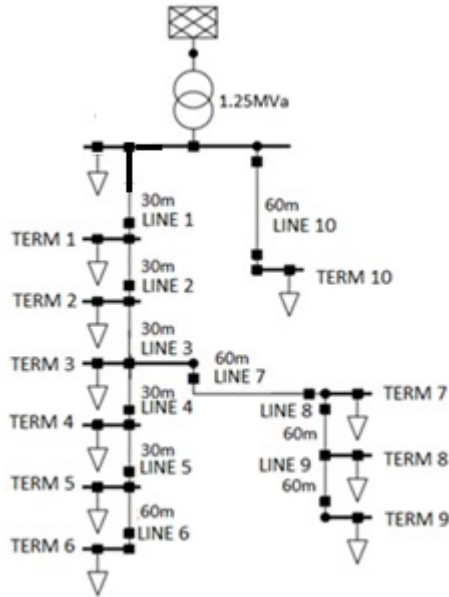 1.25MVa
30m
LINE 1
60m
LINE 10
TERM 1
TERM 10
30m
LINE 2
TERM 2
30m
LINE 3
TERM 3
60m
LINE 7
30m
LINE 4
TERM 4
LINE 8
TERM 7
60m
30m
LINE 5
LINE 9
TERM 8
TERM 5
60m
60m
LINE 6
TERM 6
TERM 9